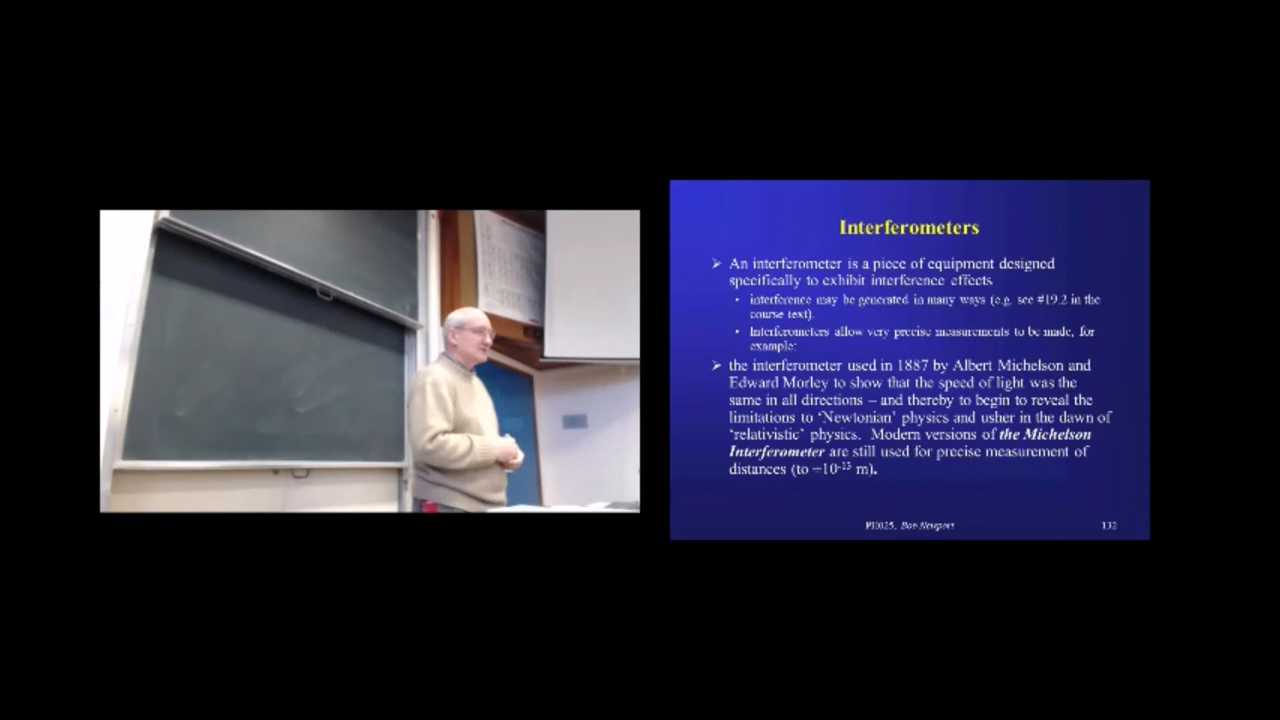 Interferometers
➢ An interferometer is a piece of equipment designed
specifically to exhibit interference effects
• interference may be generated in many ways (e.g. see #19.2 in the
course text).
• Interferometers allow very precise measurements to be made, for
example:
➢ the interferometer used in 1887 by Albert Michelson and
Edward Morley to show that the speed of light was the
same in all directions – and thereby to begin to reveal the
limitations to ‘Newtonian’ physics and usher in the dawn of
‘relativistic’ physics. Modern versions of the Michelson
Interferometer are still used for precise measurement of
distances (to ~10-13 m).
PH025, Bob Newport
132